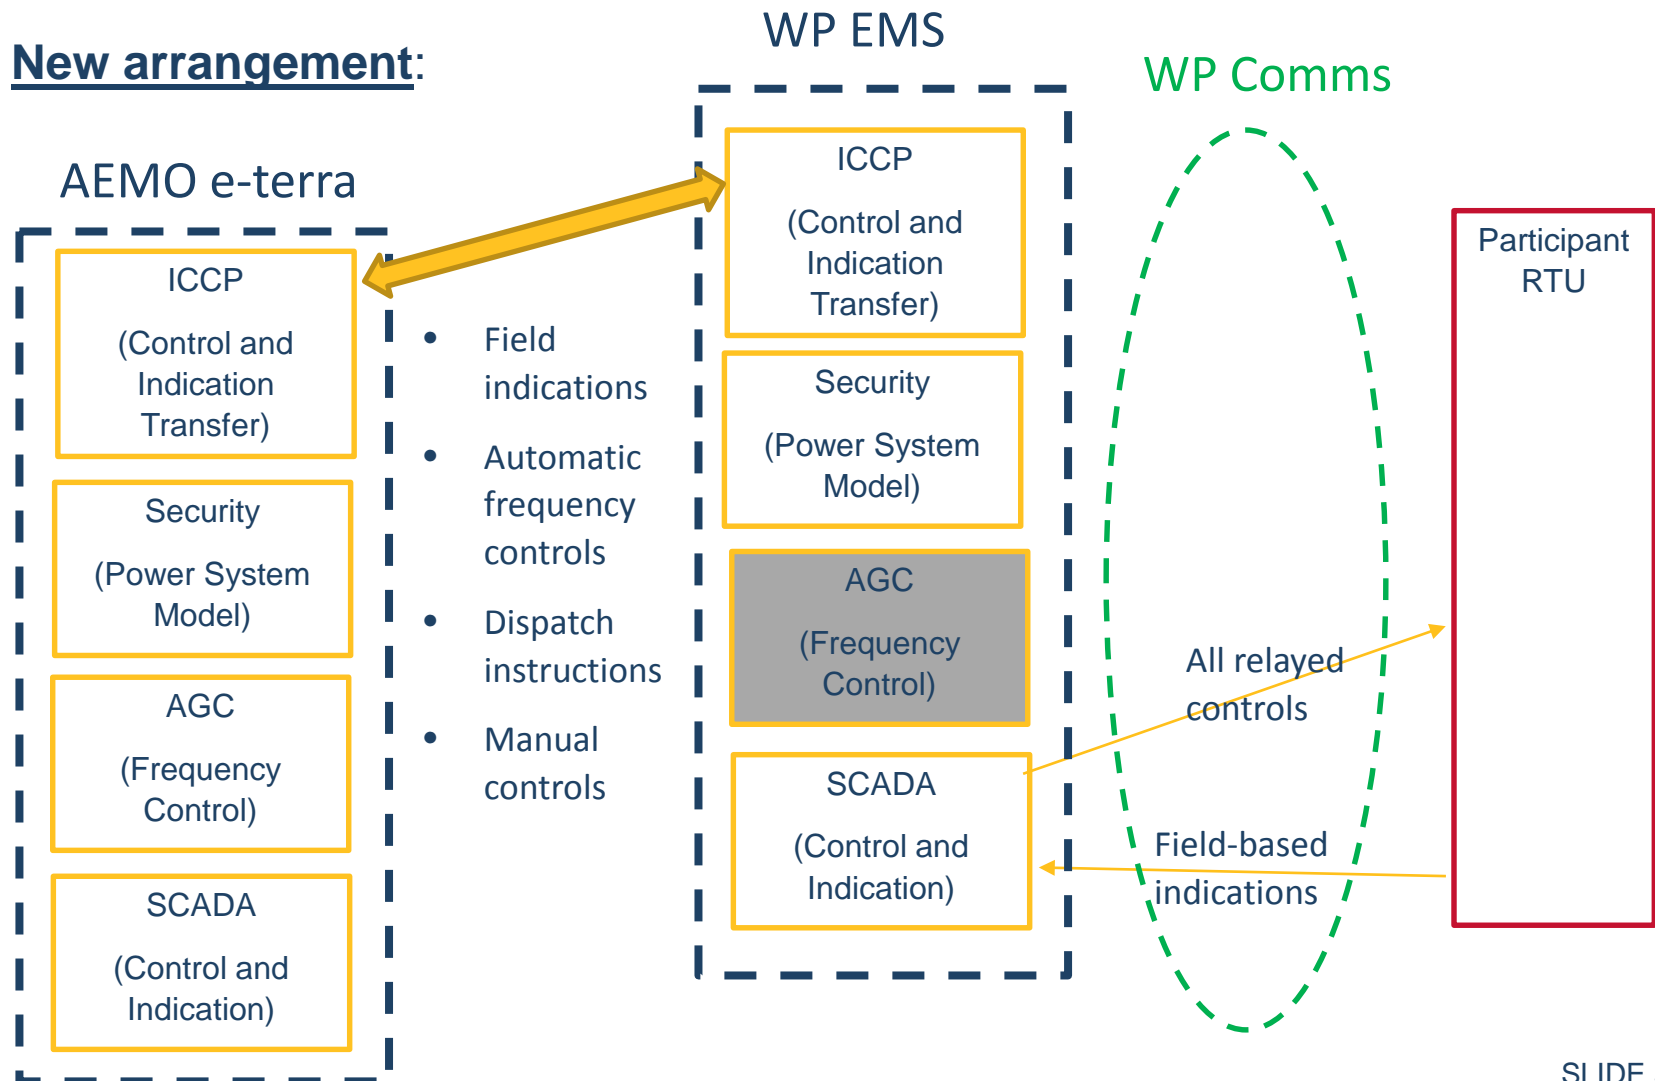 New arrangement:
WP EMS
WP Comms
AEMO e-terra
ICCP
(Control and
Indication
Transfer)
Security
(Power System
Model)
AGC
(Frequency
Control)
SCADA
(Control and
Indication)
• Field
indications
• Automatic
frequency
controls
• Dispatch
instructions
• Manual
controls
ICCP
(Control and
Indication
Transfer)
Security
(Power System
Model)
AGC
(Frequency
Control)
SCADA
(Control and
Indication)
All relayed
controls
Field-based
indications
Participant
RTU
SLIDE